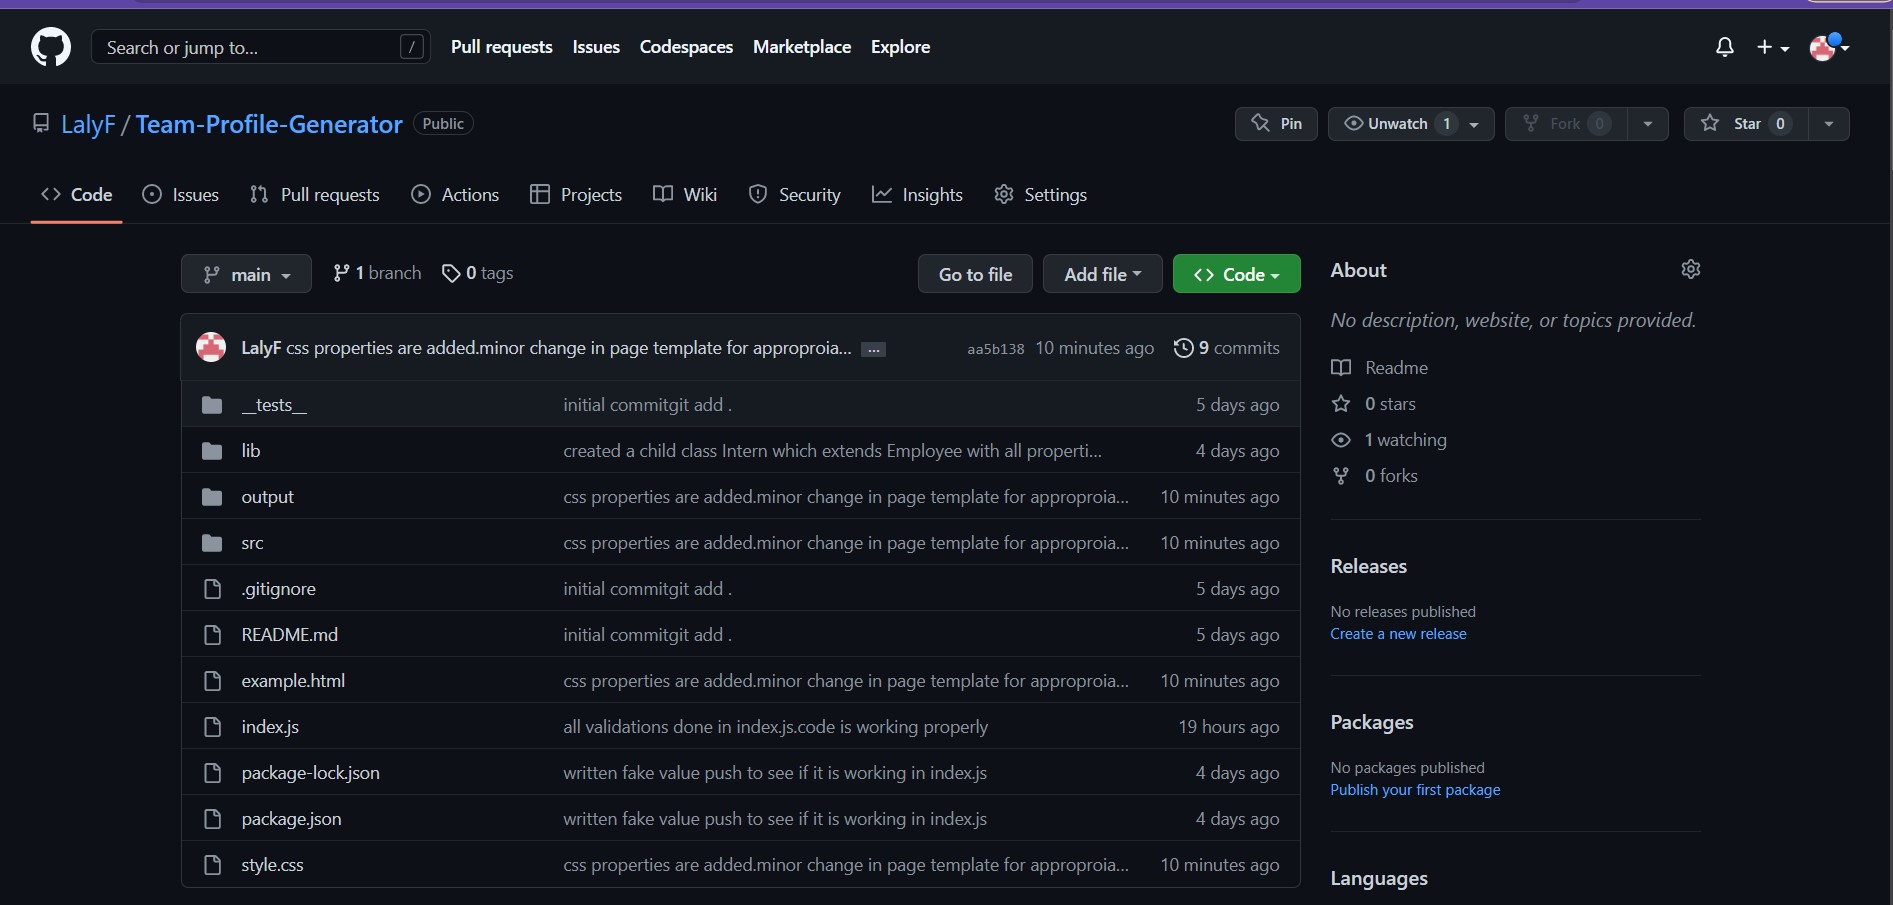 Search or jump to... / Pull requests Issues Codespaces Marketplace Explore
LalyF / Team-Profile-Generator Public Pin Unwatch 1 Fork 0 Star 0
Code Issues Pull requests Actions Projects Wiki Security Insights Settings
main 1 branch 0 tags Go to file Add file Code
LalyF css properties are added.minor change in page template for approproia... ... aa5b138 10 minutes ago 9 commits
__tests__ initial commitgit add . 5 days ago
lib created a child class Intern which extends Employee with all properti... 4 days ago
output css properties are added.minor change in page template for approproia... 10 minutes ago
src css properties are added.minor change in page template for approproia... 10 minutes ago
.gitignore initial commitgit add . 5 days ago
README.md initial commitgit add . 5 days ago
example.html css properties are added.minor change in page template for approproia... 10 minutes ago
index.js all validations done in index.js.code is working properly 19 hours ago
package-lock.json written fake value push to see if it is working in index.js 4 days ago
package.json written fake value push to see if it is working in index.js 4 days ago
style.css css properties are added.minor change in page template for approproia... 10 minutes ago
About
No description, website, or topics provided.
Readme
0 stars
1 watching
0 forks
Releases
No releases published
Create a new release
Packages
No packages published
Publish your first package
Languages